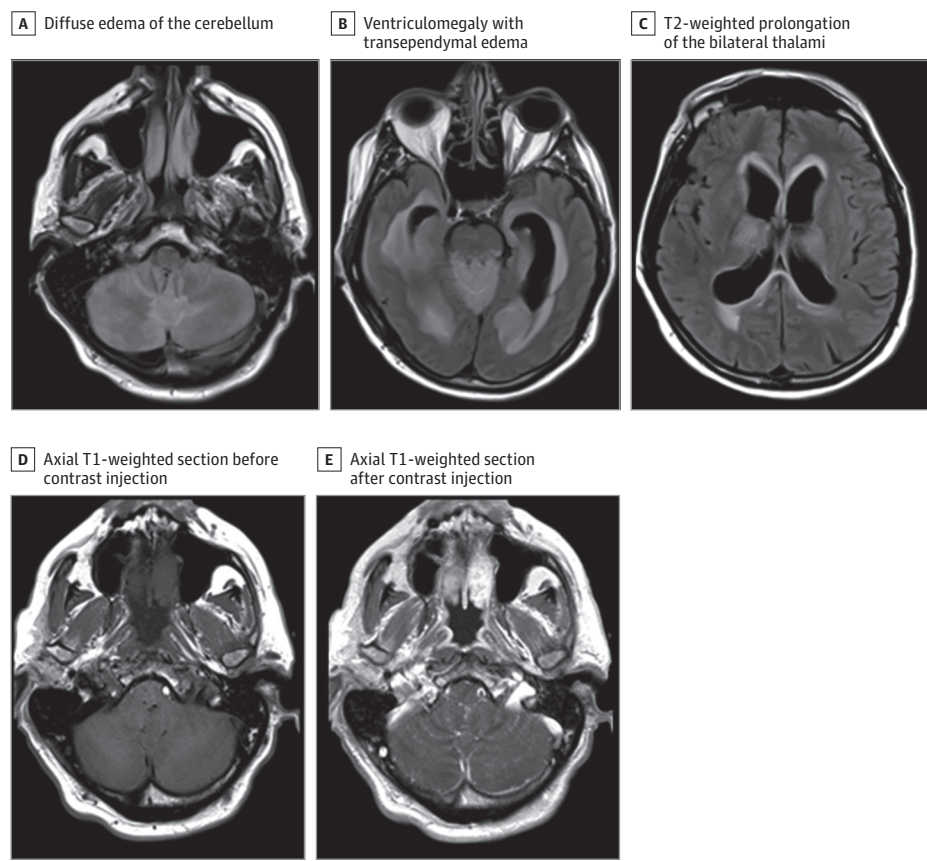 A Diffuse edema of the cerebellum
B Ventriculomegaly with
transependymal edema
C T2-weighted prolongation
of the bilateral thalami
D Axial T1-weighted section before
contrast injection
E Axial T1-weighted section
after contrast injection